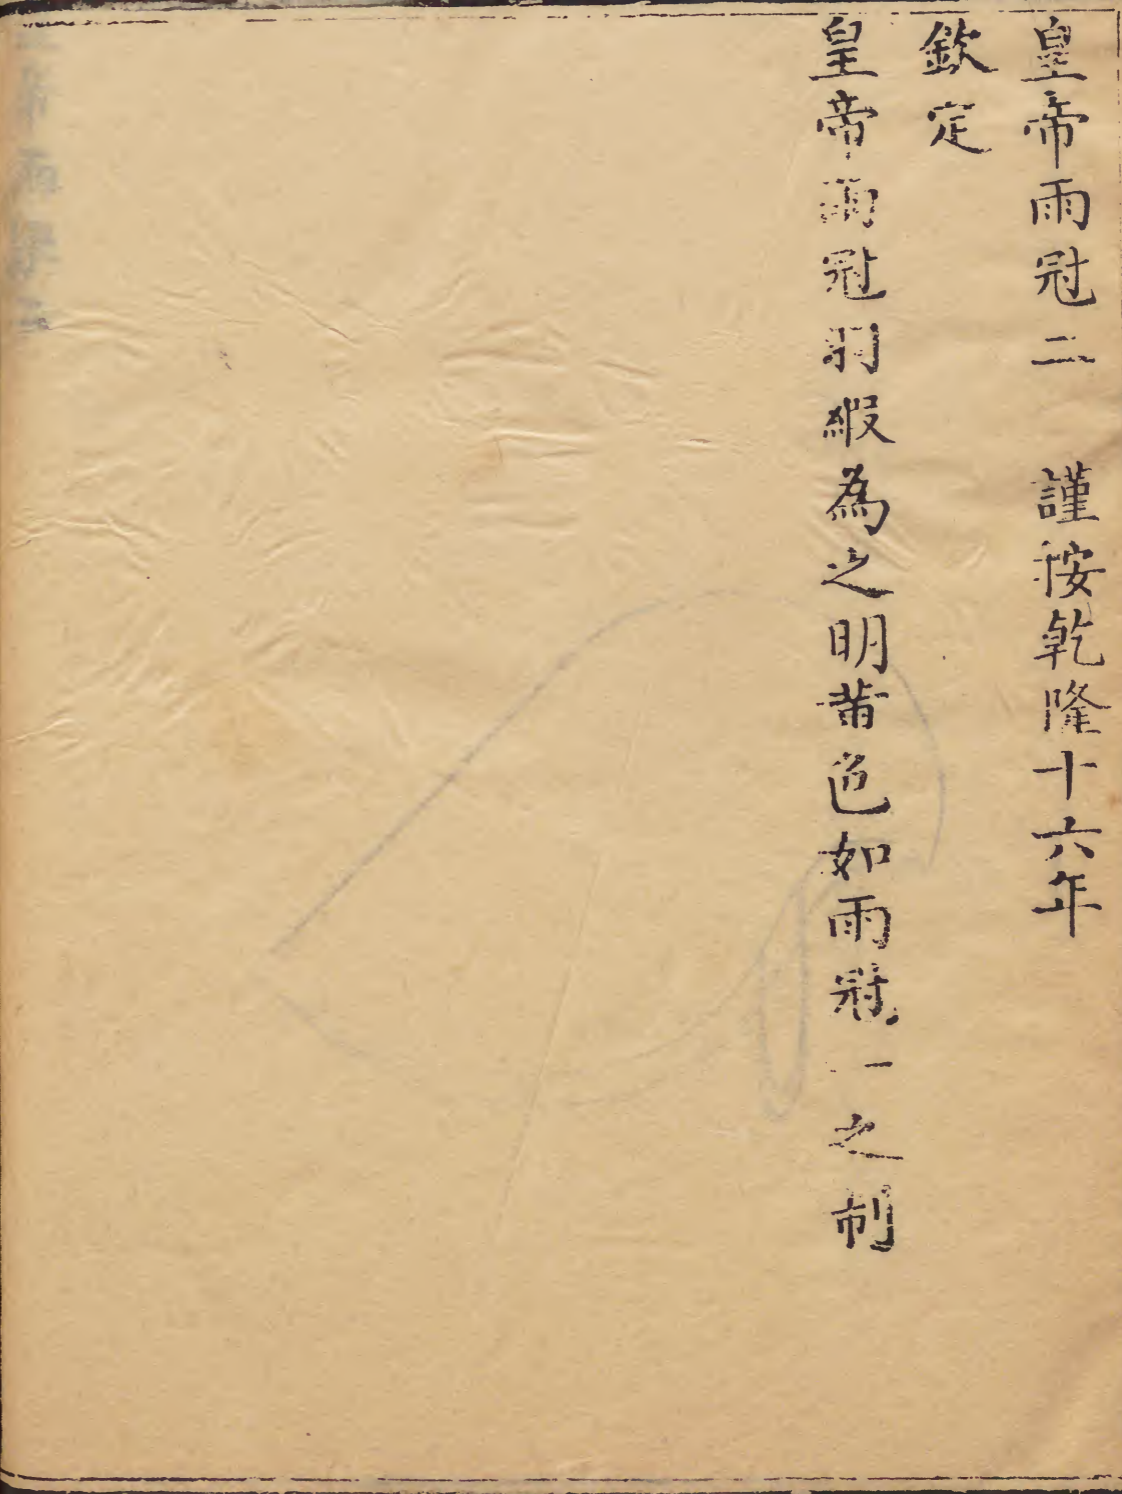 皇帝雨冠二 謹按乾隆十六年
欽定
皇帝雨冠羽緞為之明黃色如雨冠一之制